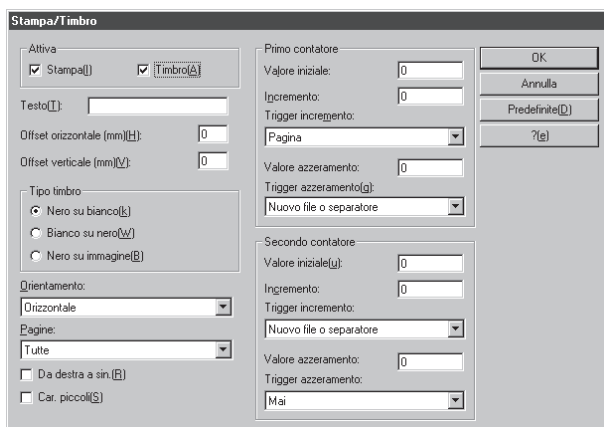 Stampa/Timbro
Attiva
Stampa(I)
Timbro(A)
Testo(T):
Offset orizzontale (mm)(H):
0
Offset verticale (mm)(V):
0
Tipo timbro
Nero su bianco(k)
Bianco su nero(W)
Nero su immagine(B)
Orientamento:
Orizzontale
Pagine:
Tutte
Da destra a sin.(R)
Car. piccoli(S)
Primo contatore
Valore iniziale:
0
Incremento:
0
Trigger incremento:
Pagina
Valore azzeramento:
0
Trigger azzeramento(g):
Nuovo file o separatore
Secondo contatore
Valore iniziale(u):
0
Incremento:
0
Trigger incremento:
Nuovo file o separatore
Valore azzeramento:
0
Trigger azzeramento:
Mai
OK
Annulla
Predefinite(D)
?(e)